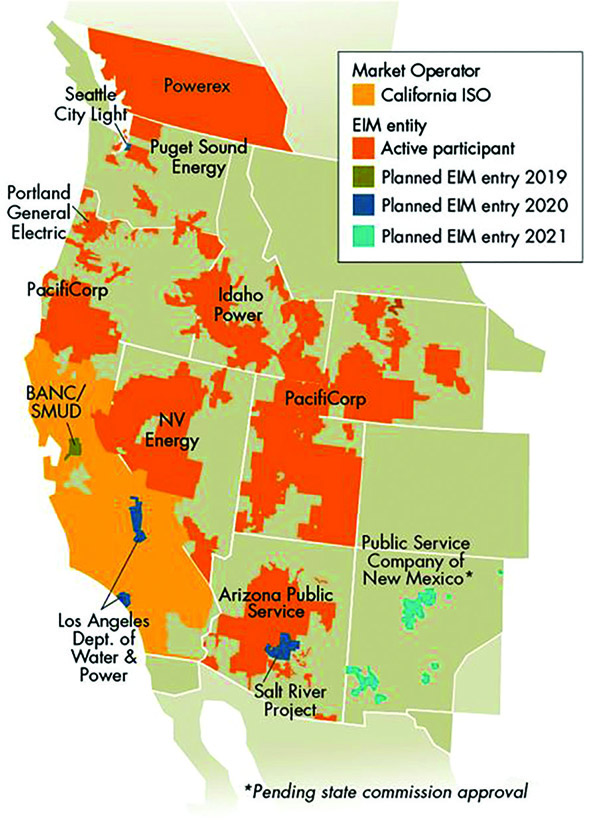 Market Operator
California ISO
EIM entity
Active participant
Planned EIM entry 2019
Planned EIM entry 2020
Planned EIM entry 2021
Powerex
Seattle
City Light
Puget Sound
Energy
Portland
General
Electric
PacifiCorp
Idaho
Power
PacifiCorp
BANC/
SMUD
NV
Energy
Public Service
Company of
New Mexico*
Arizona Public
Service
Los Angeles
Dept. of
Water &
Power
Salt River
Project
*Pending state commission approval